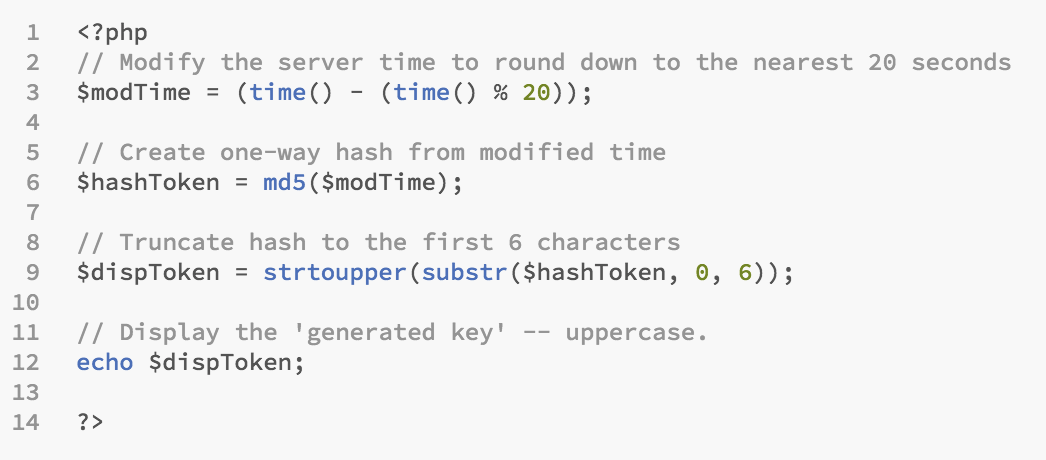 1 <?php
2 // Modify the server time to round down to the nearest 20 seconds
3 $modTime = (time() - (time() % 20));
4
5 // Create one-way hash from modified time
6 $hashToken = md5($modTime);
7
8 // Truncate hash to the first 6 characters
9 $dispToken = strtoupper(substr($hashToken, 0, 6));
10
11 // Display the 'generated key' -- uppercase.
12 echo $dispToken;
13
14 ?>